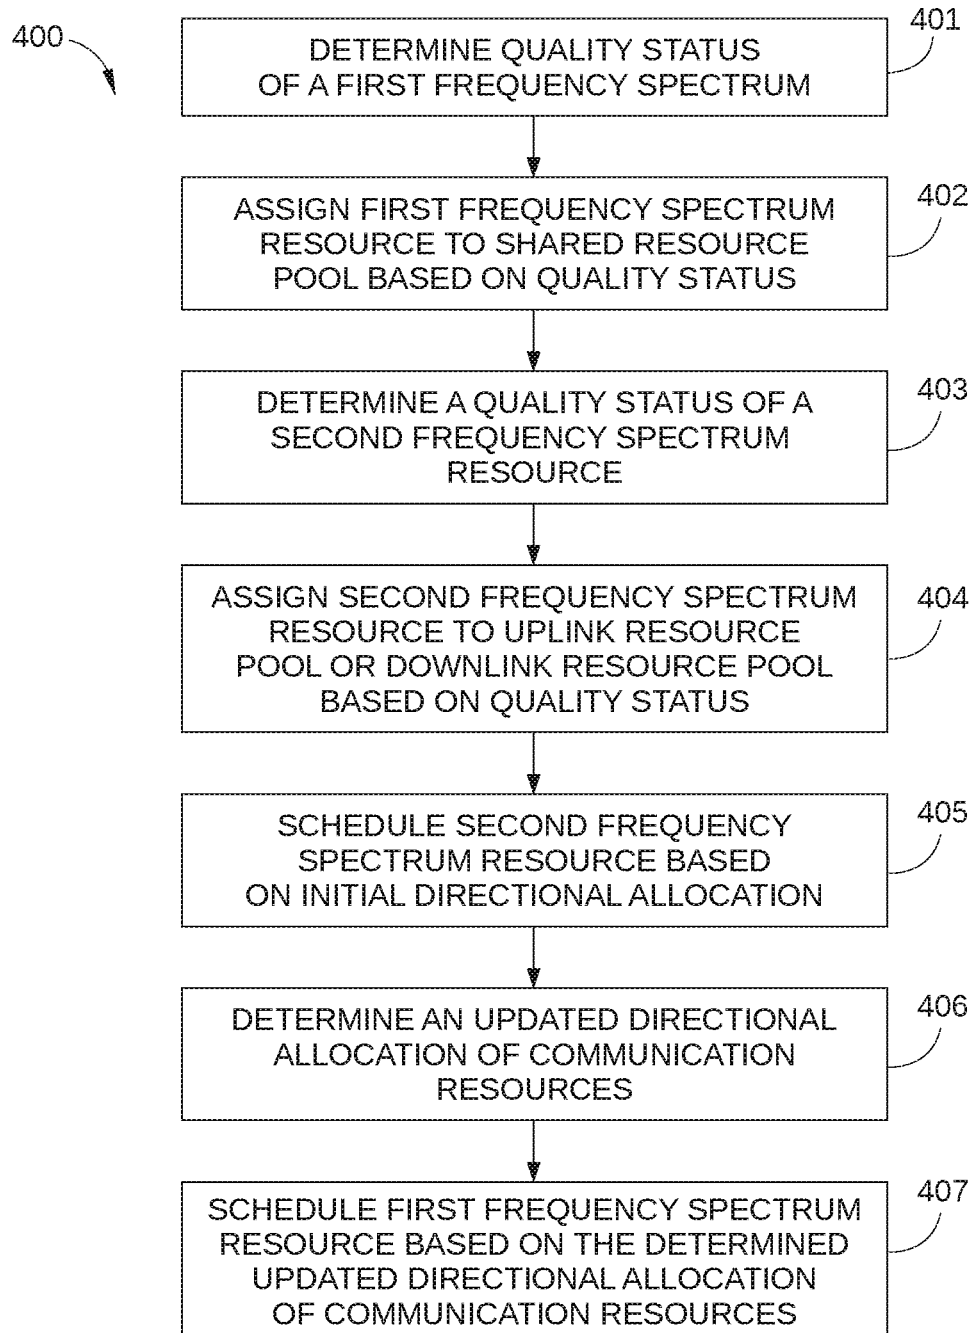 400
401
DETERMINE QUALITY STATUS
OF A FIRST FREQUENCY SPECTRUM
402
ASSIGN FIRST FREQUENCY SPECTRUM
RESOURCE TO SHARED RESOURCE
POOL BASED ON QUALITY STATUS
403
DETERMINE A QUALITY STATUS OF A
SECOND FREQUENCY SPECTRUM
RESOURCE
404
ASSIGN SECOND FREQUENCY SPECTRUM
RESOURCE TO UPLINK RESOURCE
POOL OR DOWNLINK RESOURCE POOL
BASED ON QUALITY STATUS
405
SCHEDULE SECOND FREQUENCY
SPECTRUM RESOURCE BASED
ON INITIAL DIRECTIONAL ALLOCATION
406
DETERMINE AN UPDATED DIRECTIONAL
ALLOCATION OF COMMUNICATION
RESOURCES
407
SCHEDULE FIRST FREQUENCY SPECTRUM
RESOURCE BASED ON THE DETERMINED
UPDATED DIRECTIONAL ALLOCATION
OF COMMUNICATION RESOURCES